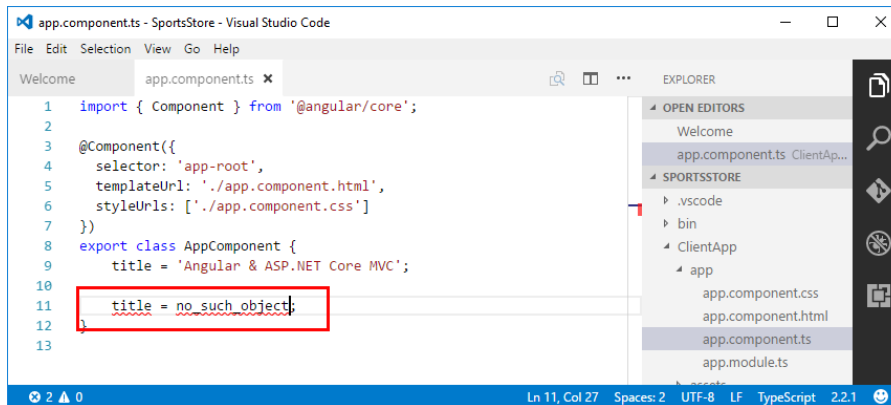 app.component.ts - SportsStore - Visual Studio Code
File Edit Selection View Go Help
Welcome app.component.ts EXPLORER
OPEN EDITORS
Welcome
app.component.ts ClientAp...
SPORTSSTORE
.vscode
bin
ClientApp
app
app.component.css
app.component.html
app.component.ts
app.module.ts
assets
1 import { Component } from '@angular/core';
2
3 @Component({
4 selector: 'app-root',
5 templateUrl: './app.component.html',
6 styleUrls: ['./app.component.css']
7 })
8 export class AppComponent {
9 title = 'Angular & ASP.NET Core MVC';
10
11 title = no_such_object;
12 }
13
2 0 Ln 11, Col 27 Spaces: 2 UTF-8 LF TypeScript 2.2.1